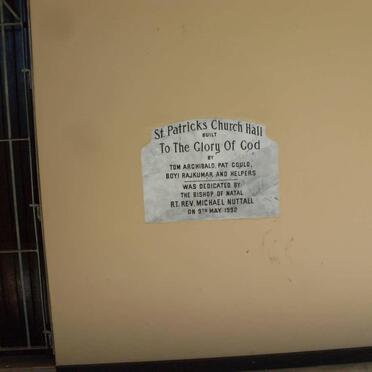 St. Patricks Church Hall
BUILT
To The Glory Of God
BY
TOM ARCHIBALD, PAT GOULD,
BOYI RAJKUMAR AND HELPERS
WAS DEDICATED BY
THE BISHOP OF NATAL
RT. REV. MICHAEL NUTTALL
ON 9TH MAY 1992